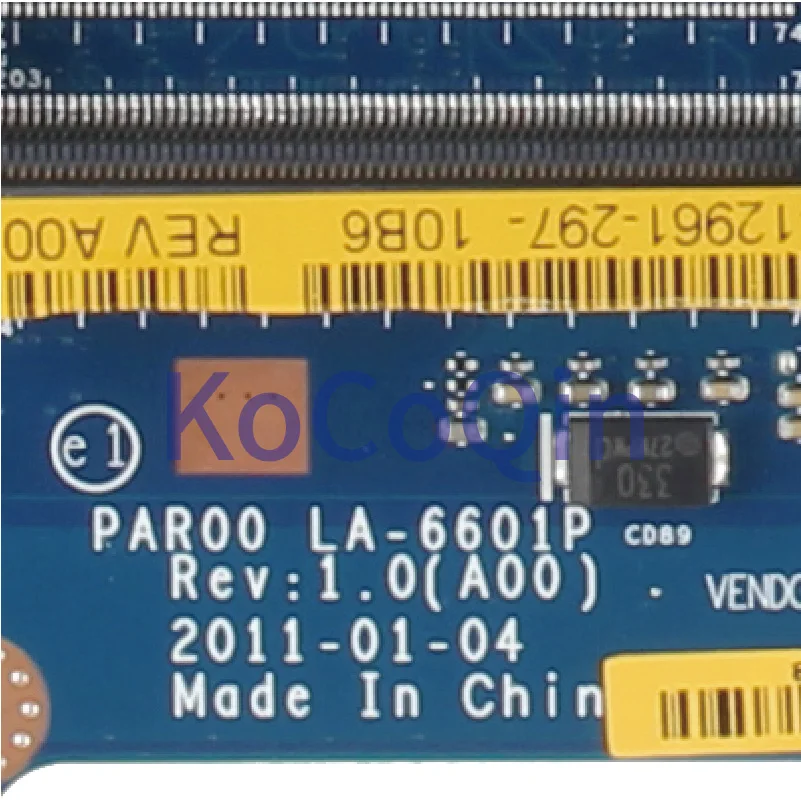 74
203
12961-297- 10B6 REV A00
KoCoQin
e1
330
PAR00 LA-6601P
CD89
Rev:1.0(A00)
VENDO
2011-01-04
Made In Chin